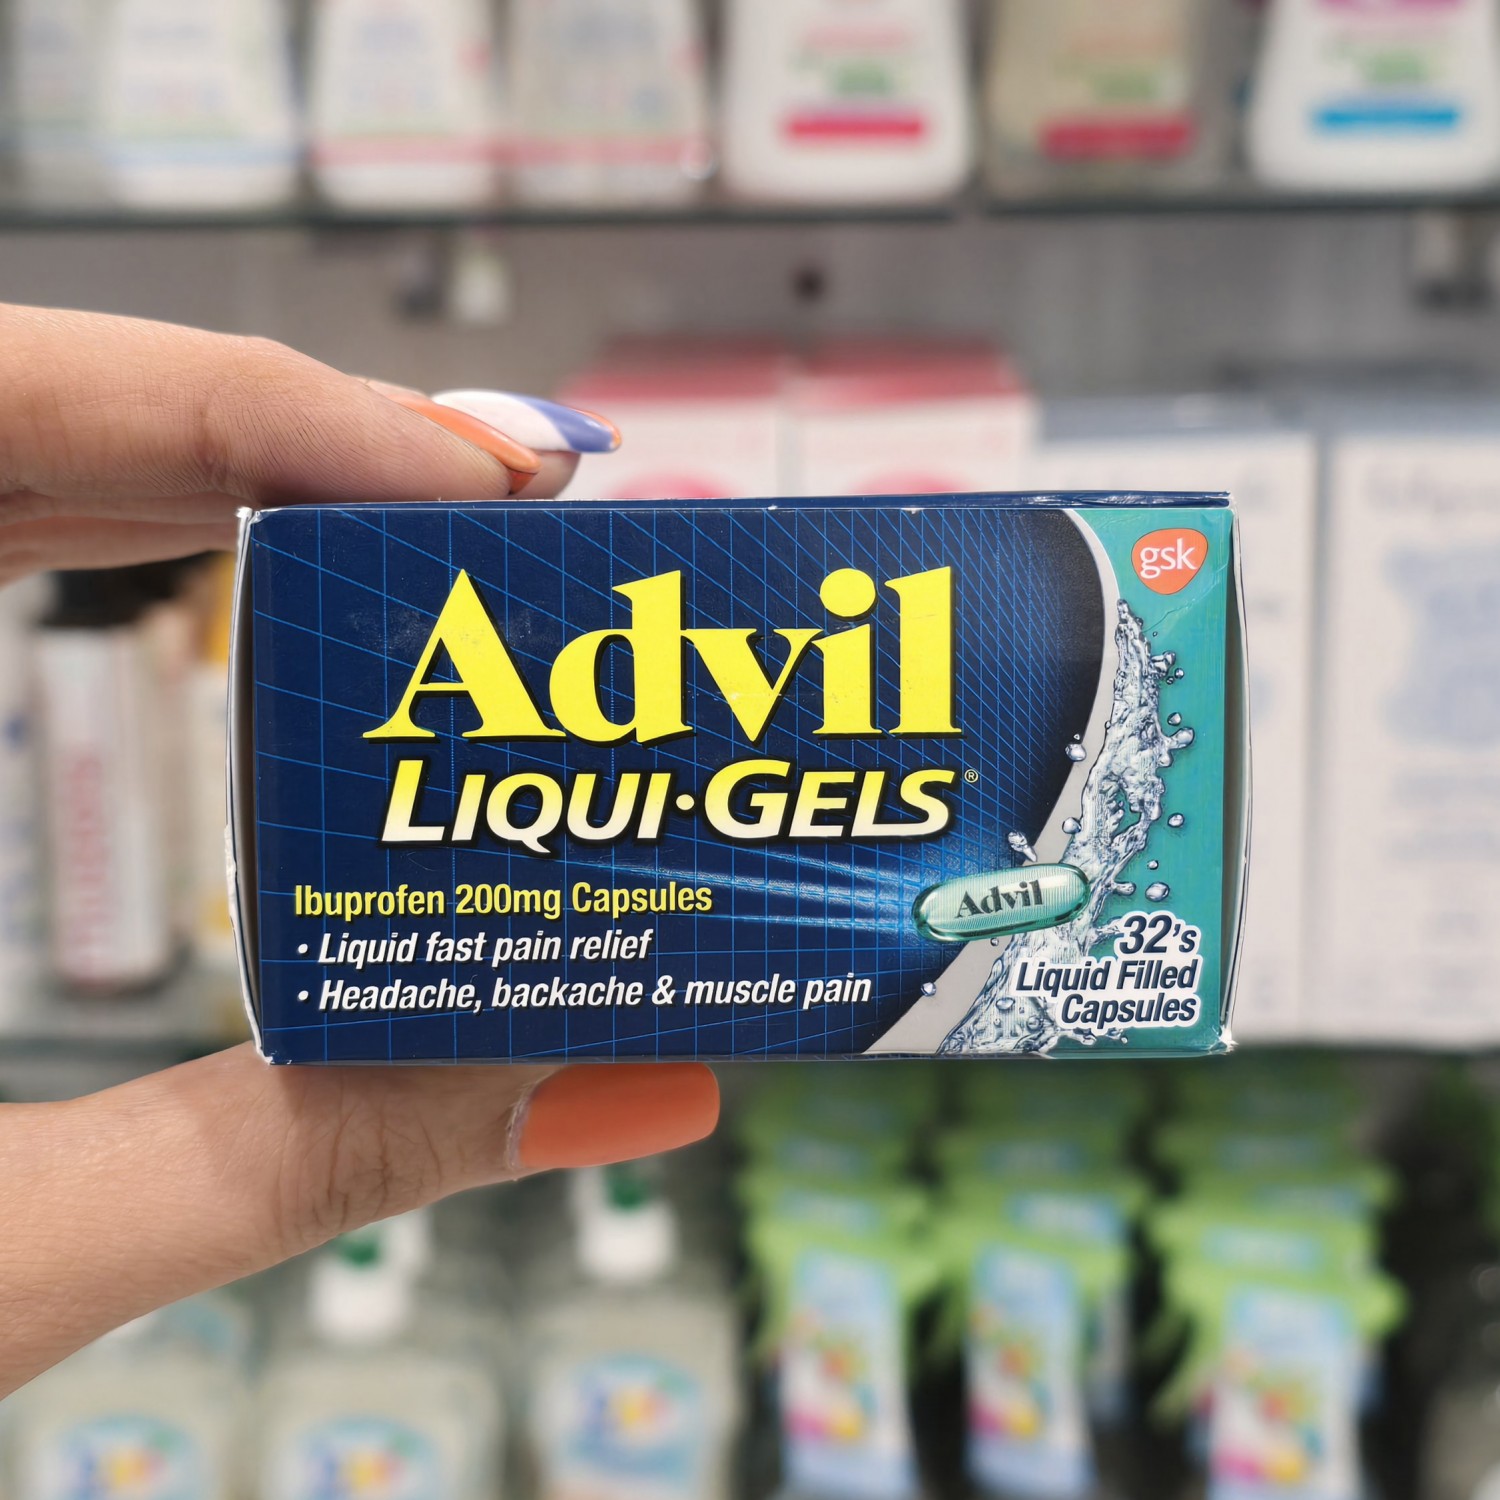 gsk
Advil
LIQUI·GELS®
Ibuprofen 200mg Capsules
• Liquid fast pain relief
• Headache, backache & muscle pain
Advil
32's
Liquid Filled
Capsules